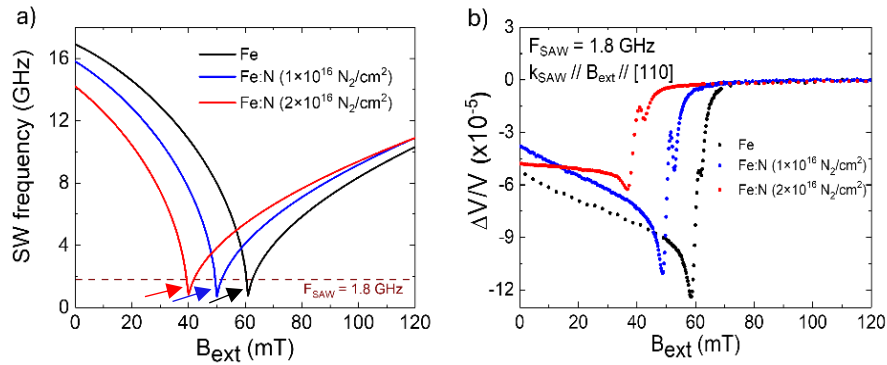 a)
SW frequency (GHz)
16
12
8
4
0
Fe
Fe:N (1×10¹⁶ N₂/cm²)
Fe:N (2×10¹⁶ N₂/cm²)
F_SAW = 1.8 GHz
0 20 40 60 80 100 120
B_ext (mT)
b)
ΔV/V (x10⁻⁵)
0
-3
-6
-9
-12
F_SAW = 1.8 GHz
k_SAW // B_ext // [110]
Fe
Fe:N (1×10¹⁶ N₂/cm²)
Fe:N (2×10¹⁶ N₂/cm²)
0 20 40 60 80 100 120
B_ext (mT)